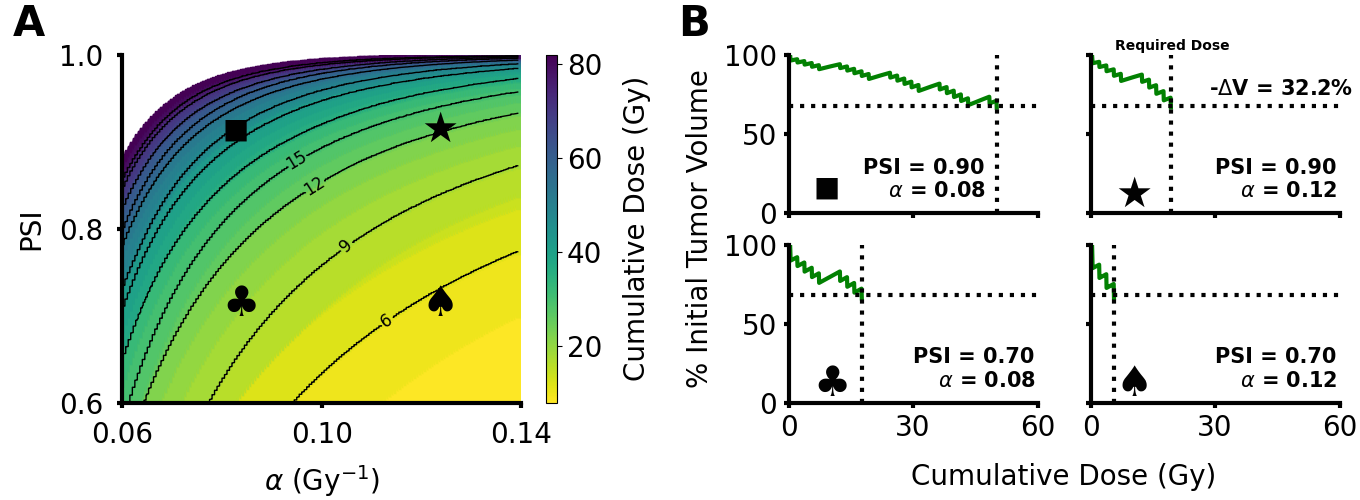 A
PSI
1.0
0.8
0.6
0.06
0.10
0.14
α (Gy⁻¹)
15
12
9
6
80
60
40
20
Cumulative Dose (Gy)
B
% Initial Tumor Volume
100
50
0
PSI = 0.90
α = 0.08
Required Dose
-ΔV = 32.2%
PSI = 0.90
α = 0.12
100
50
0
PSI = 0.70
α = 0.08
0
30
60
PSI = 0.70
α = 0.12
0
30
60
Cumulative Dose (Gy)